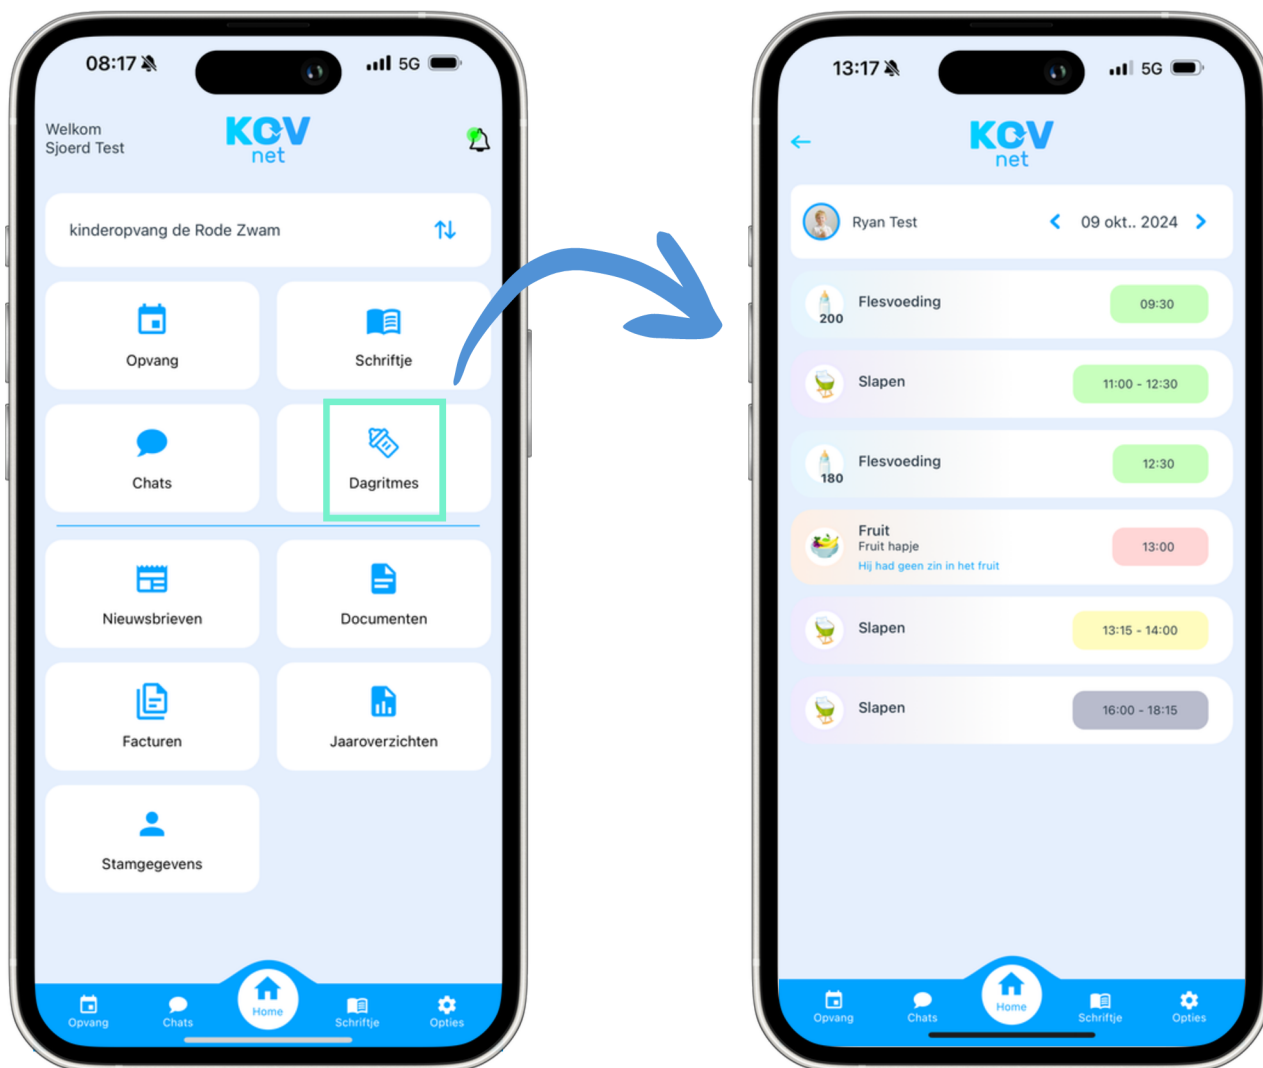 08:17
5G
Welkom
Sjoerd Test
KOV
net
kinderopvang de Rode Zwam
Opvang
Schriftje
Chats
Dagritmes
Nieuwsbrieven
Documenten
Facturen
Jaaroverzichten
Stamgegevens
Opvang
Chats
Home
Schriftje
Opties
13:17
5G
KOV
net
Ryan Test
09 okt.. 2024
200
Flesvoeding
09:30
Slapen
11:00 - 12:30
180
Flesvoeding
12:30
Fruit
Fruit hapje
Hij had geen zin in het fruit
13:00
Slapen
13:15 - 14:00
Slapen
16:00 - 18:15
Opvang
Chats
Home
Schriftje
Opties